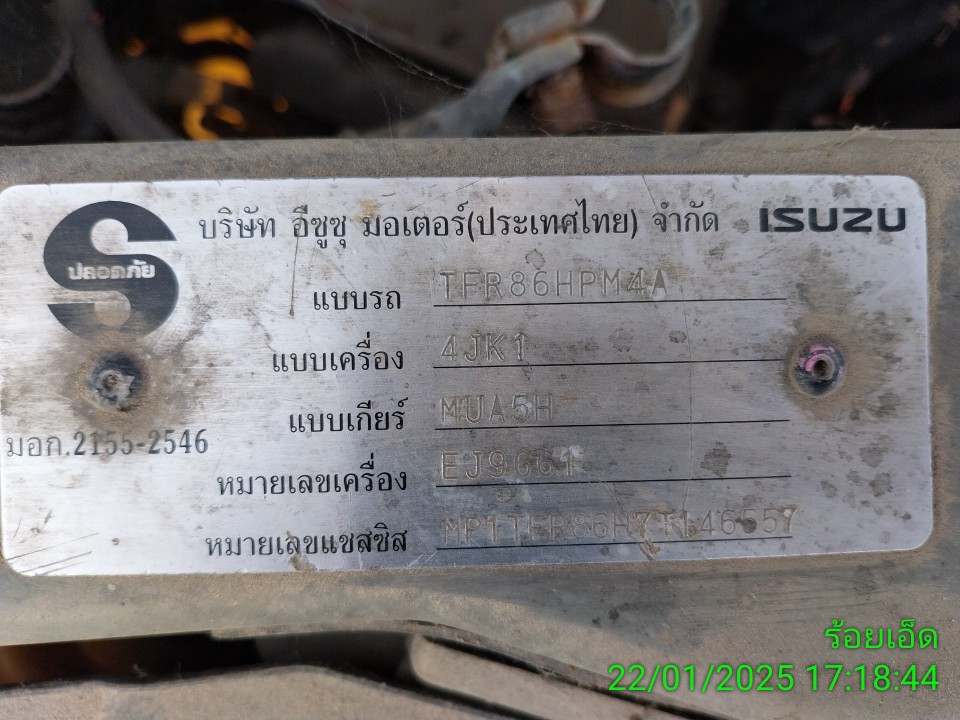 บริษัท อีซูซุ มอเตอร์(ประเทศไทย) จำกัด ISUZU
ปลอดภัย
แบบรถ TFR86HPM4A
แบบเครื่อง 4JK1
แบบเกียร์ MUA5H
มอก.2155-2546
หมายเลขเครื่อง
หมายเลขแชสซิส
ร้อยเอ็ด
22/01/2025 17:18:44